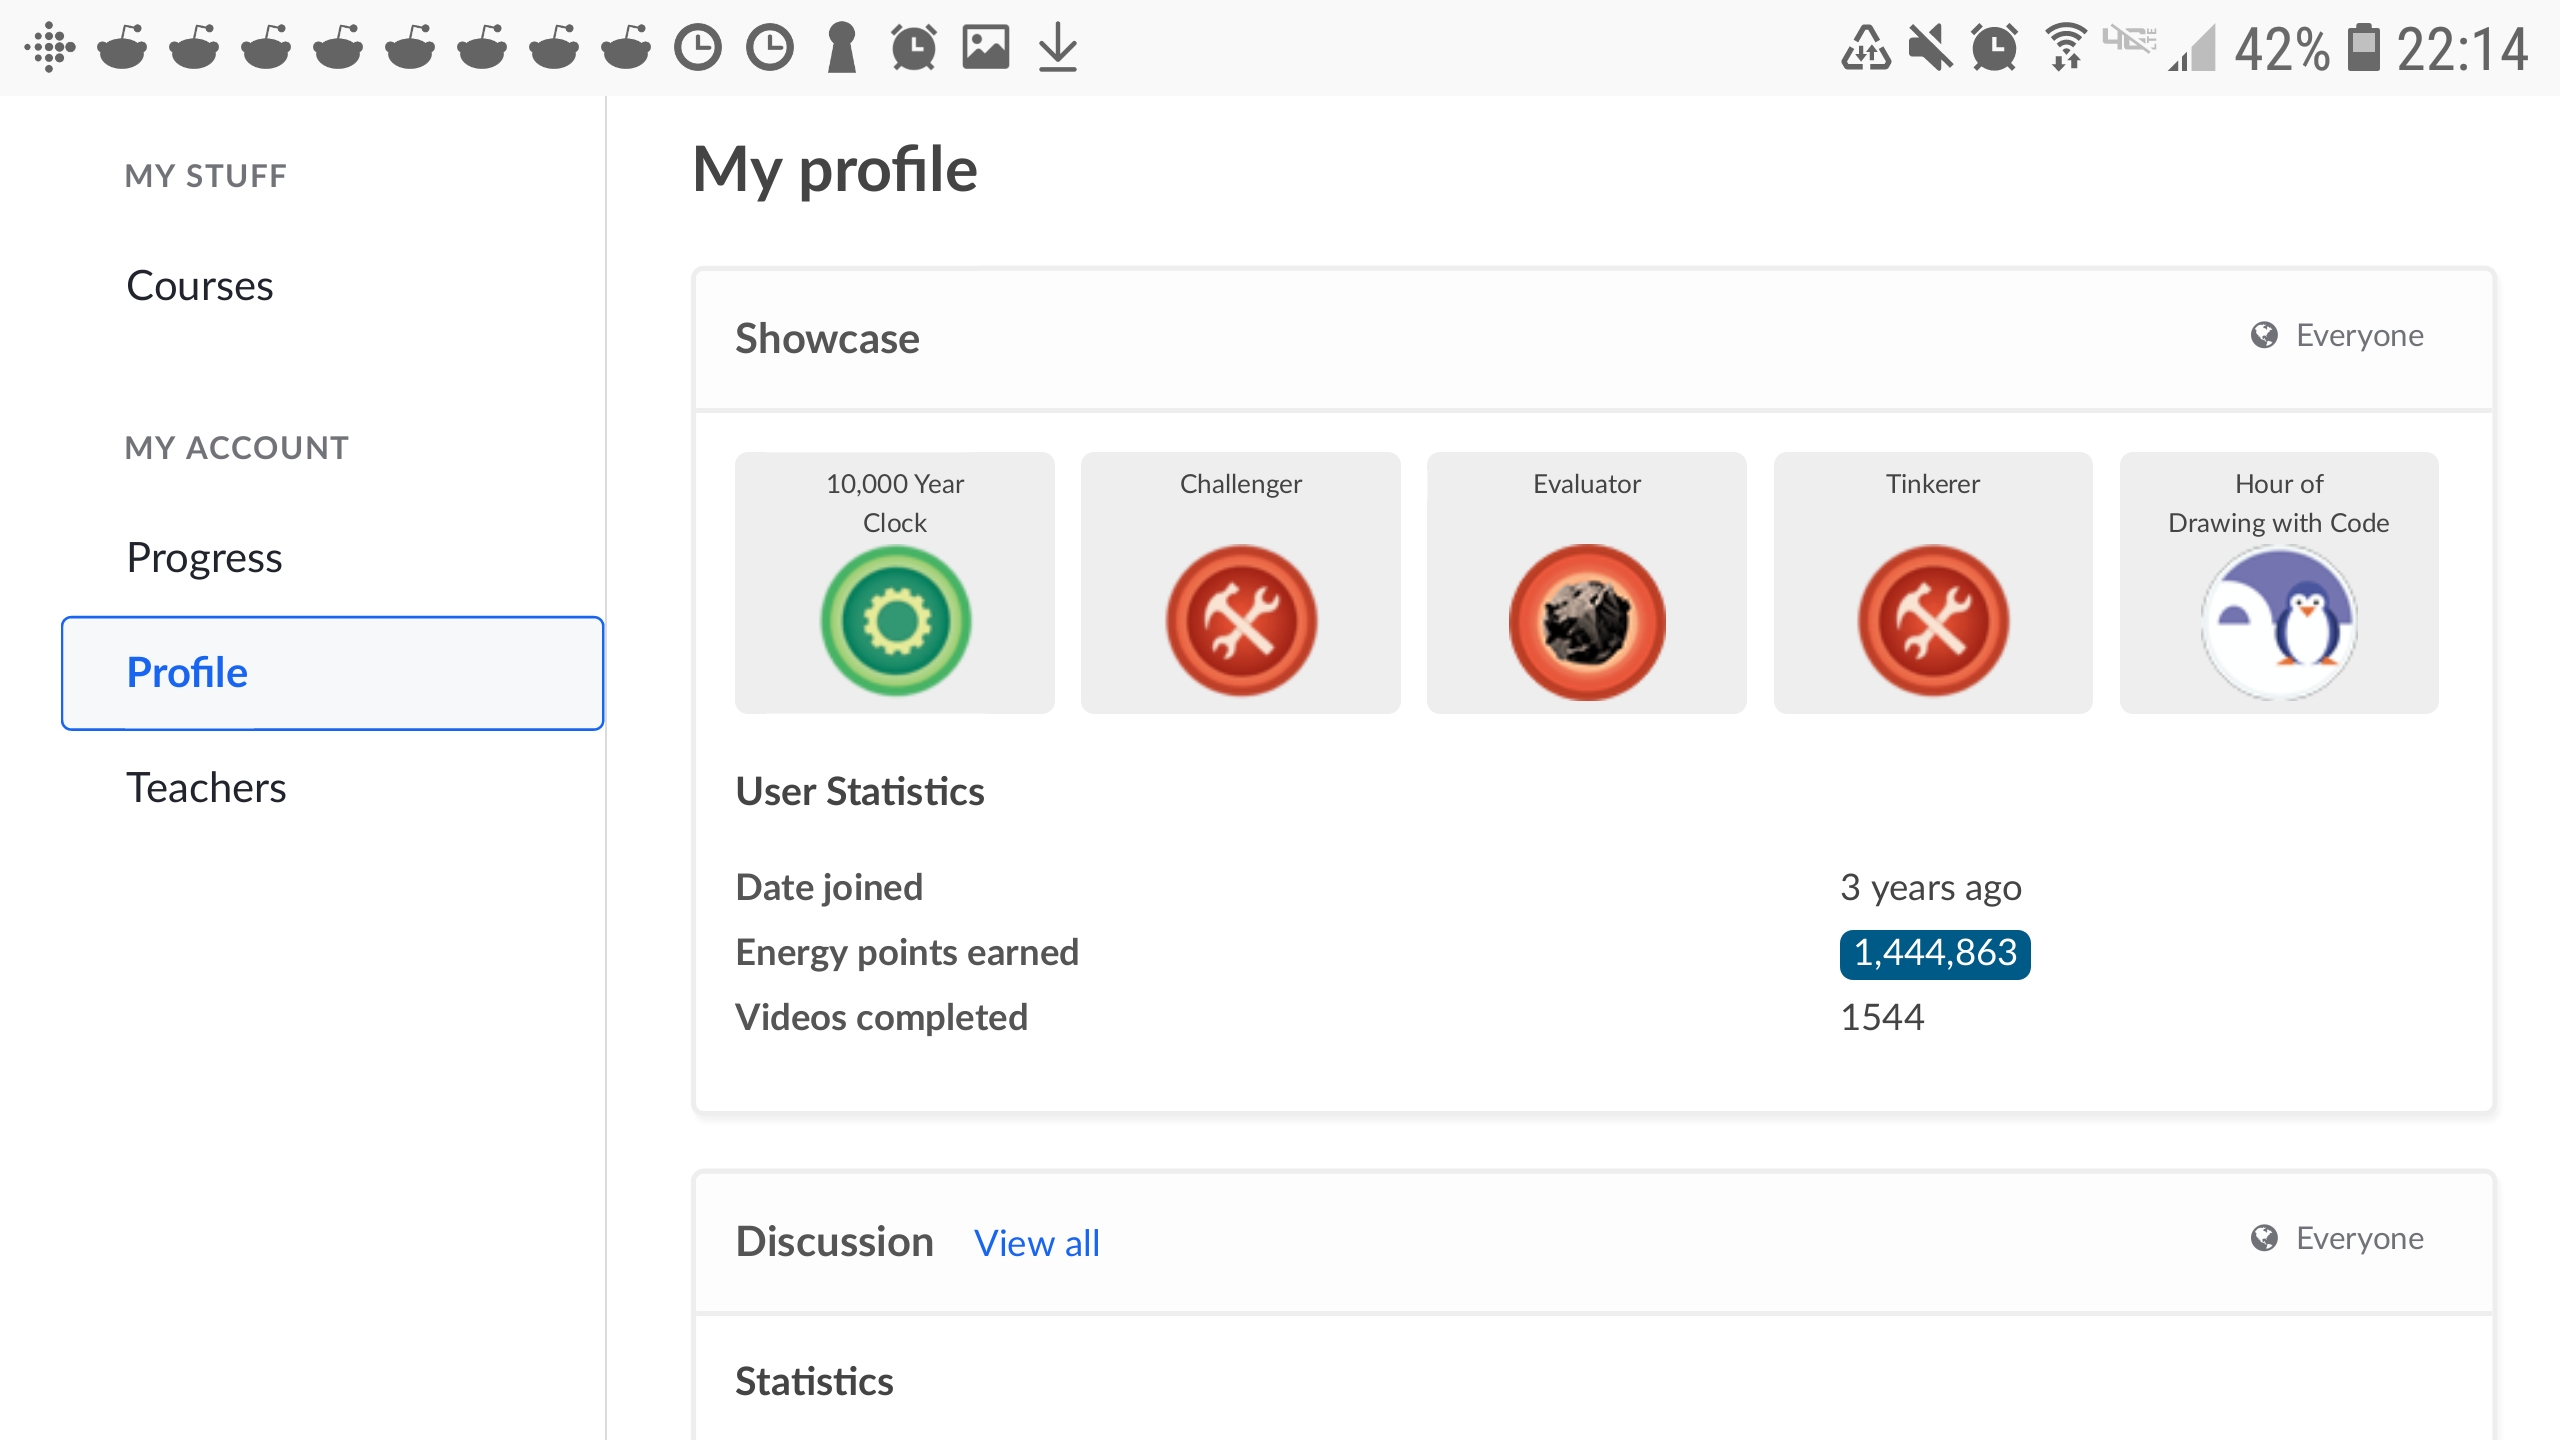 42% 22:14
MY STUFF
Courses
MY ACCOUNT
Progress
Profile
Teachers
My profile
Showcase
Everyone
10,000 Year
Clock
Challenger
Evaluator
Tinkerer
Hour of
Drawing with Code
User Statistics
Date joined 3 years ago
Energy points earned 1,444,863
Videos completed 1544
Discussion View all
Everyone
Statistics